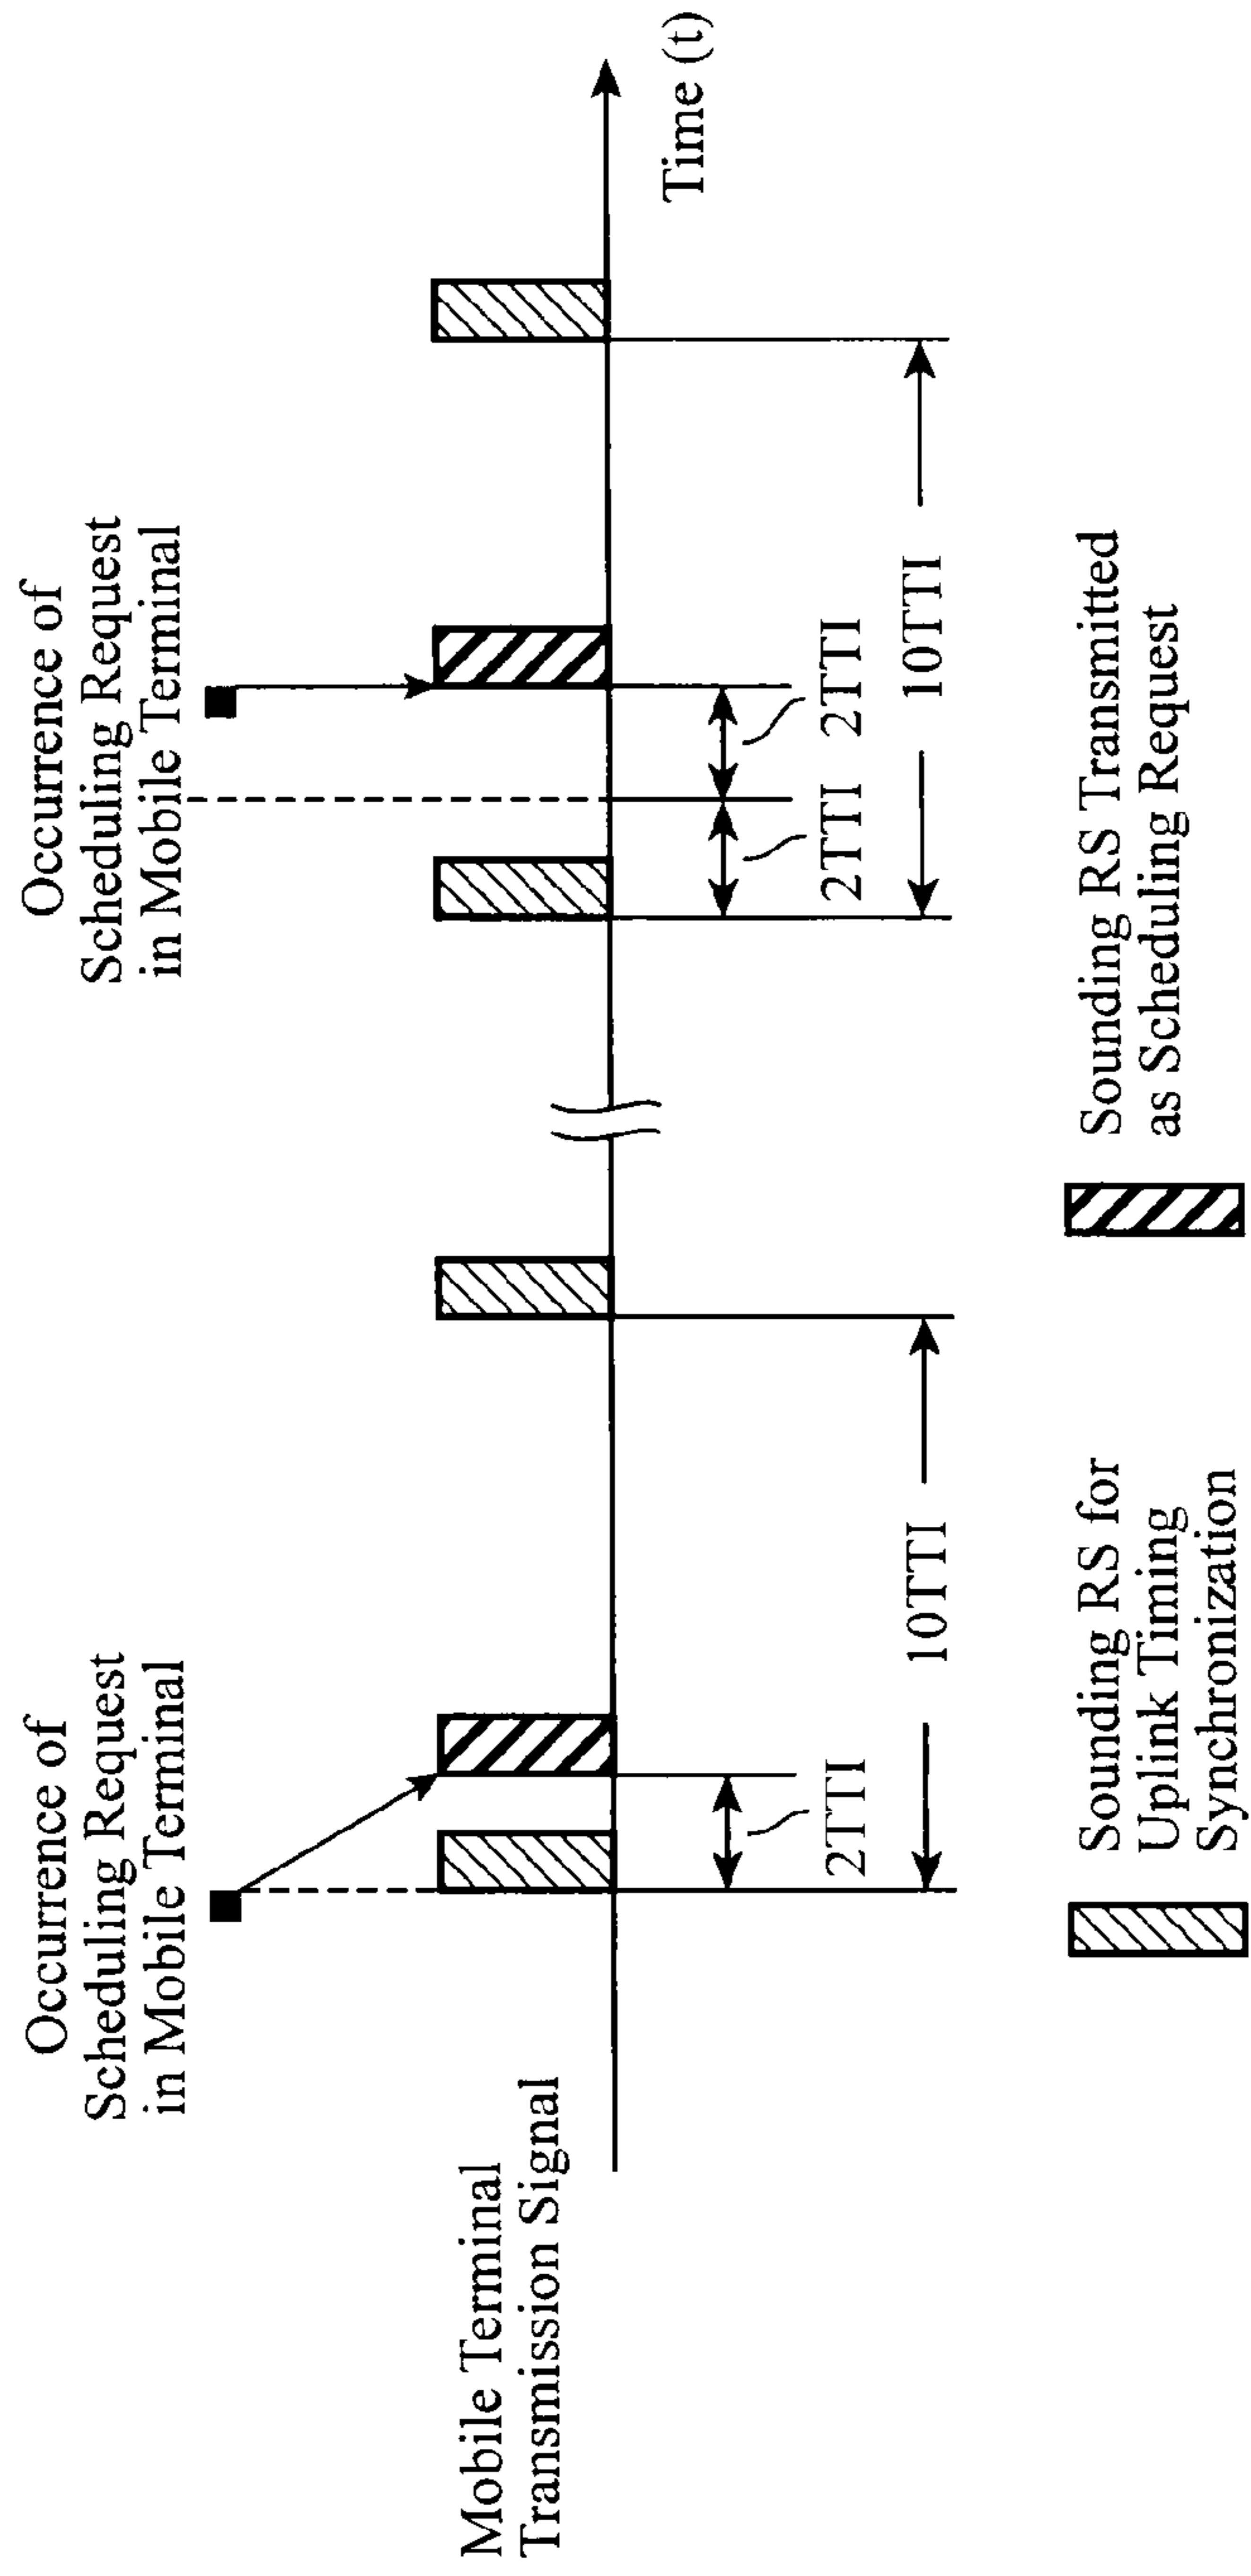 Occurrence of
Scheduling Request
in Mobile Terminal
Occurrence of
Scheduling Request
in Mobile Terminal
Mobile Terminal
Transmission Signal
Time (t)
2TTI
2TTI
2TTI
10TTI
10TTI
Sounding RS for
Uplink Timing
Synchronization
Sounding RS Transmitted
as Scheduling Request